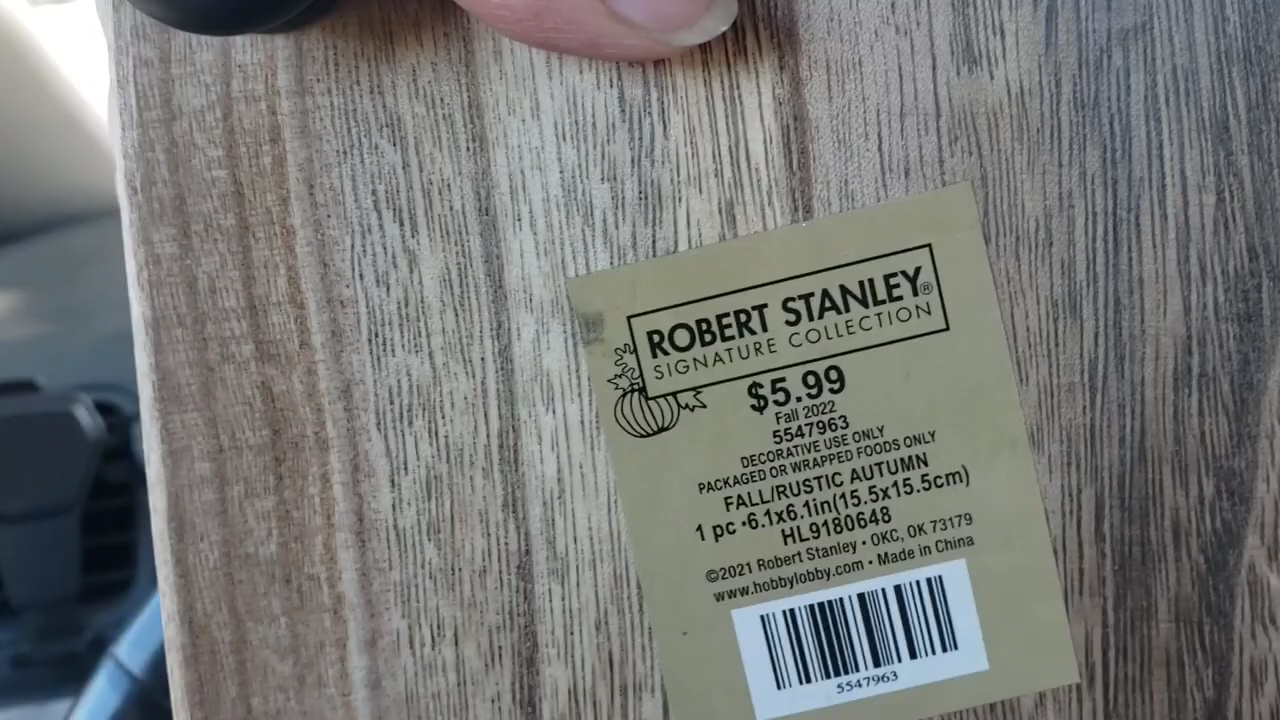 ROBERT STANLEY®
SIGNATURE COLLECTION
$5.99
Fall 2022
5547963
DECORATIVE USE ONLY
PACKAGED OR WRAPPED FOODS ONLY
FALL/RUSTIC AUTUMN
1 pc •6.1x6.1in(15.5x15.5cm)
HL9180648
©2021 Robert Stanley • OKC, OK 73179
www.hobbylobby.com • Made in China
5547963